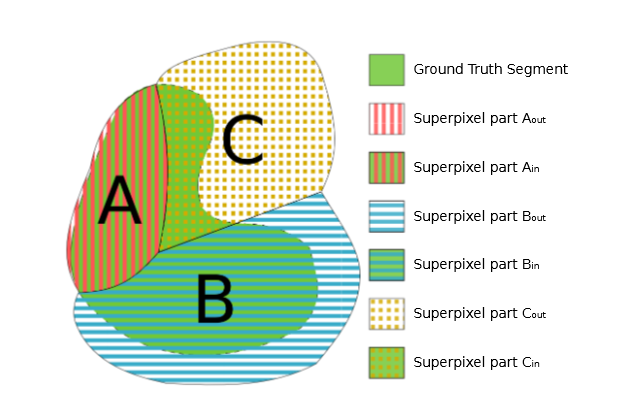 A
C
B
Ground Truth Segment
Superpixel part Aout
Superpixel part Ain
Superpixel part Bout
Superpixel part Bin
Superpixel part Cout
Superpixel part Cin